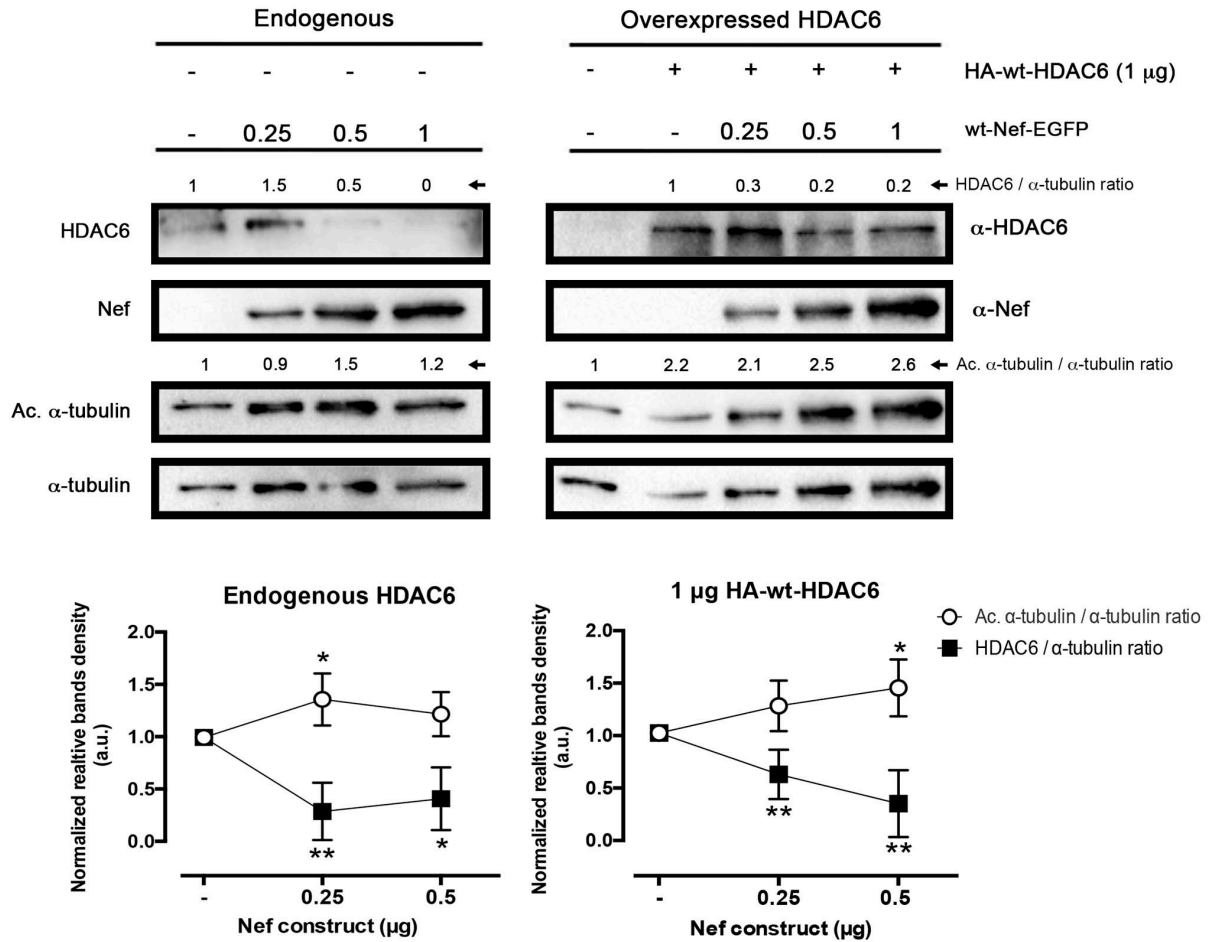 Endogenous
Overexpressed HDAC6
- - - -
- + + + + HA-wt-HDAC6 (1 µg)
- 0.25 0.5 1
- - 0.25 0.5 1 wt-Nef-EGFP
1 1.5 0.5 0
1 0.3 0.2 0.2 HDAC6 / α-tubulin ratio
HDAC6
α-HDAC6
Nef
α-Nef
1 0.9 1.5 1.2
1 2.2 2.1 2.5 2.6 Ac. α-tubulin / α-tubulin ratio
Ac. α-tubulin
α-tubulin
Endogenous HDAC6
Normalized realtive bands density
(a.u.)
2.0
1.5
1.0
0.5
0.0
*
**
*
- 0.25 0.5
Nef construct (µg)
1 µg HA-wt-HDAC6
Normalized realtive bands density
(a.u.)
2.0
1.5
1.0
0.5
0.0
*
**
**
- 0.25 0.5
Nef construct (µg)
Ac. α-tubulin / α-tubulin ratio
HDAC6 / α-tubulin ratio